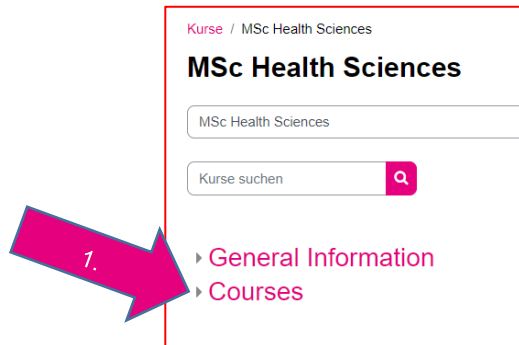 Kurse / MSc Health Sciences
MSc Health Sciences
MSc Health Sciences
Kurse suchen
General Information
1.
Courses